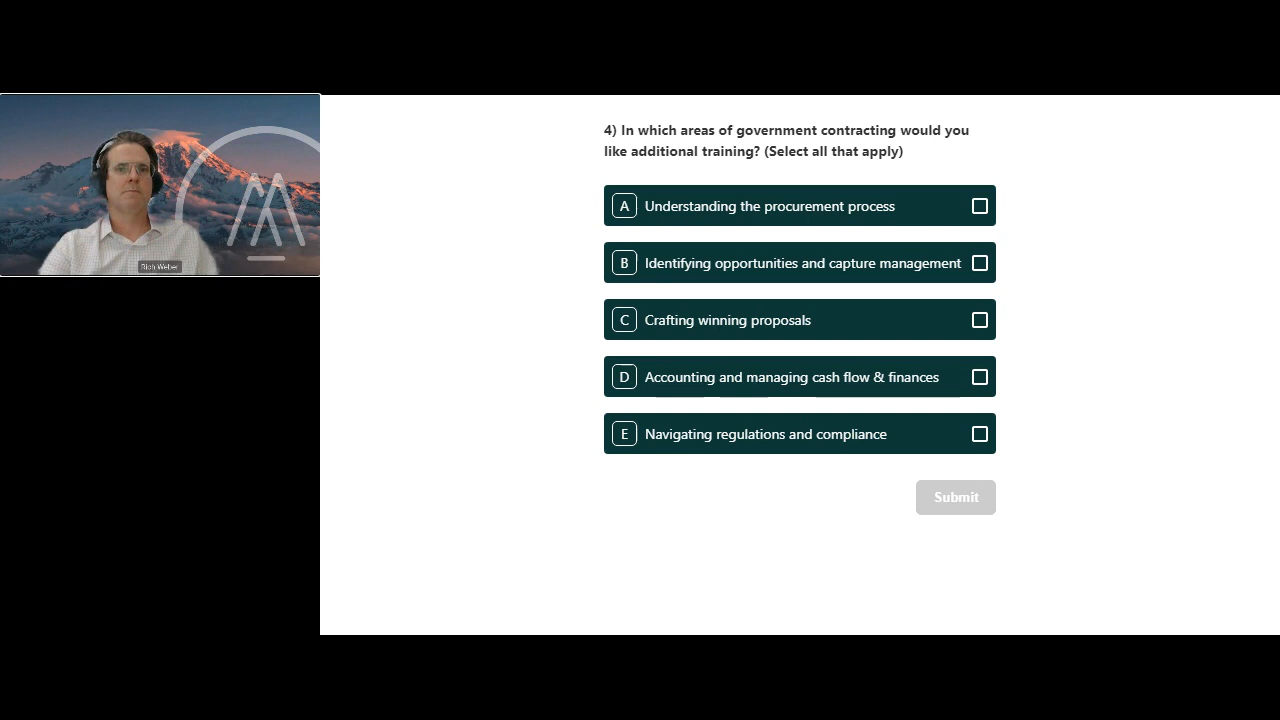 Rich Weber
4) In which areas of government contracting would you
like additional training? (Select all that apply)
A Understanding the procurement process
B Identifying opportunities and capture management
C Crafting winning proposals
D Accounting and managing cash flow & finances
E Navigating regulations and compliance
Submit